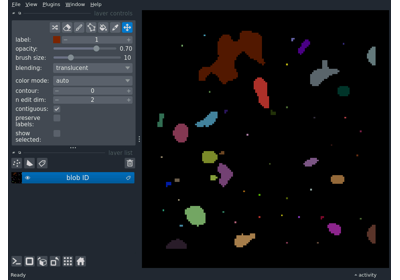 File View Plugins Window Help
layer controls
label: 1
opacity: 0.70
brush size: 10
blending: translucent
color mode: auto
contour: 0
n edit dim: 2
contiguous:
preserve labels:
show selected:
layer list
blob ID
Ready
activity